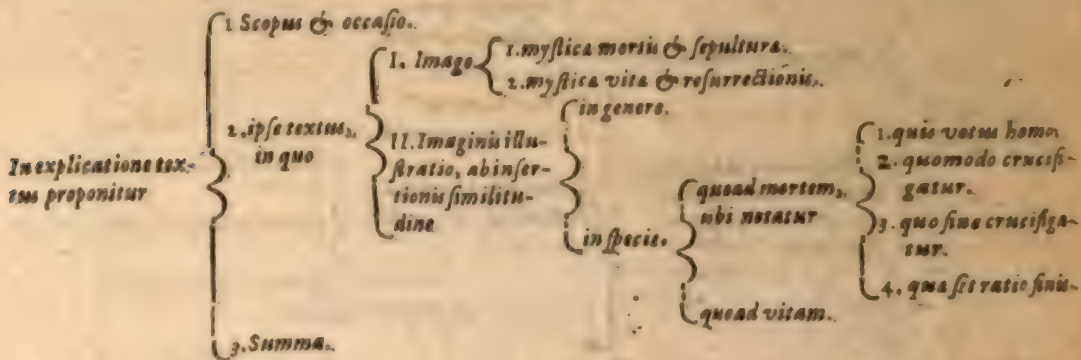 In explicatione tex-
tus proponitur
1 Scopus & occasio.
2. ipse textus,
in quo
I. Imago
1. mystica mortis & sepultura.
2. mystica vita & resurrectionis.
II. Imaginis illu-
stratio, ab inser-
tionis similitu-
dine
in genere.
in specie.
quoad mortem,
ubi notatur
1. quis vetus homo.
2. quomodo crucifi-
gatur.
3. quo fine crucifiga-
tur.
4. qua sit ratio finis.
quoad vitam.
3. Summa.